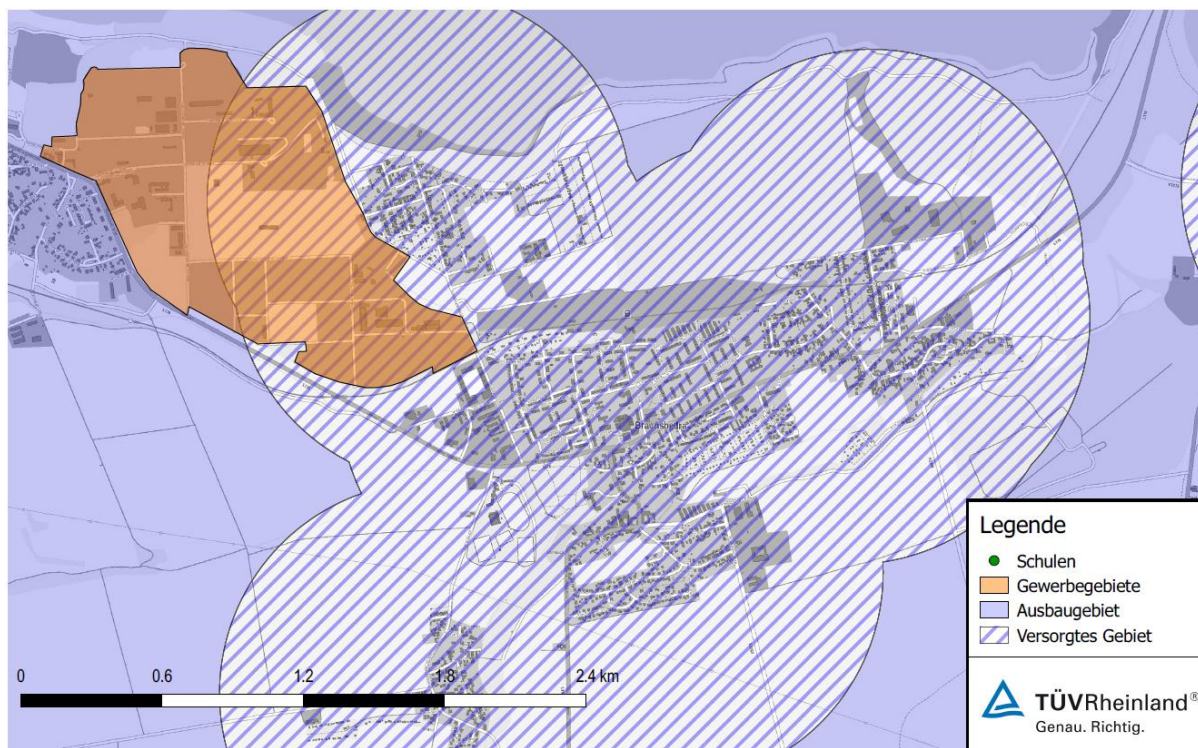 Braunsbedra
Legende
Schulen
Gewerbegebiete
Ausbaugebiet
Versorgtes Gebiet
0 0.6 1.2 1.8 2.4 km
TÜVRheinland®
Genau. Richtig.